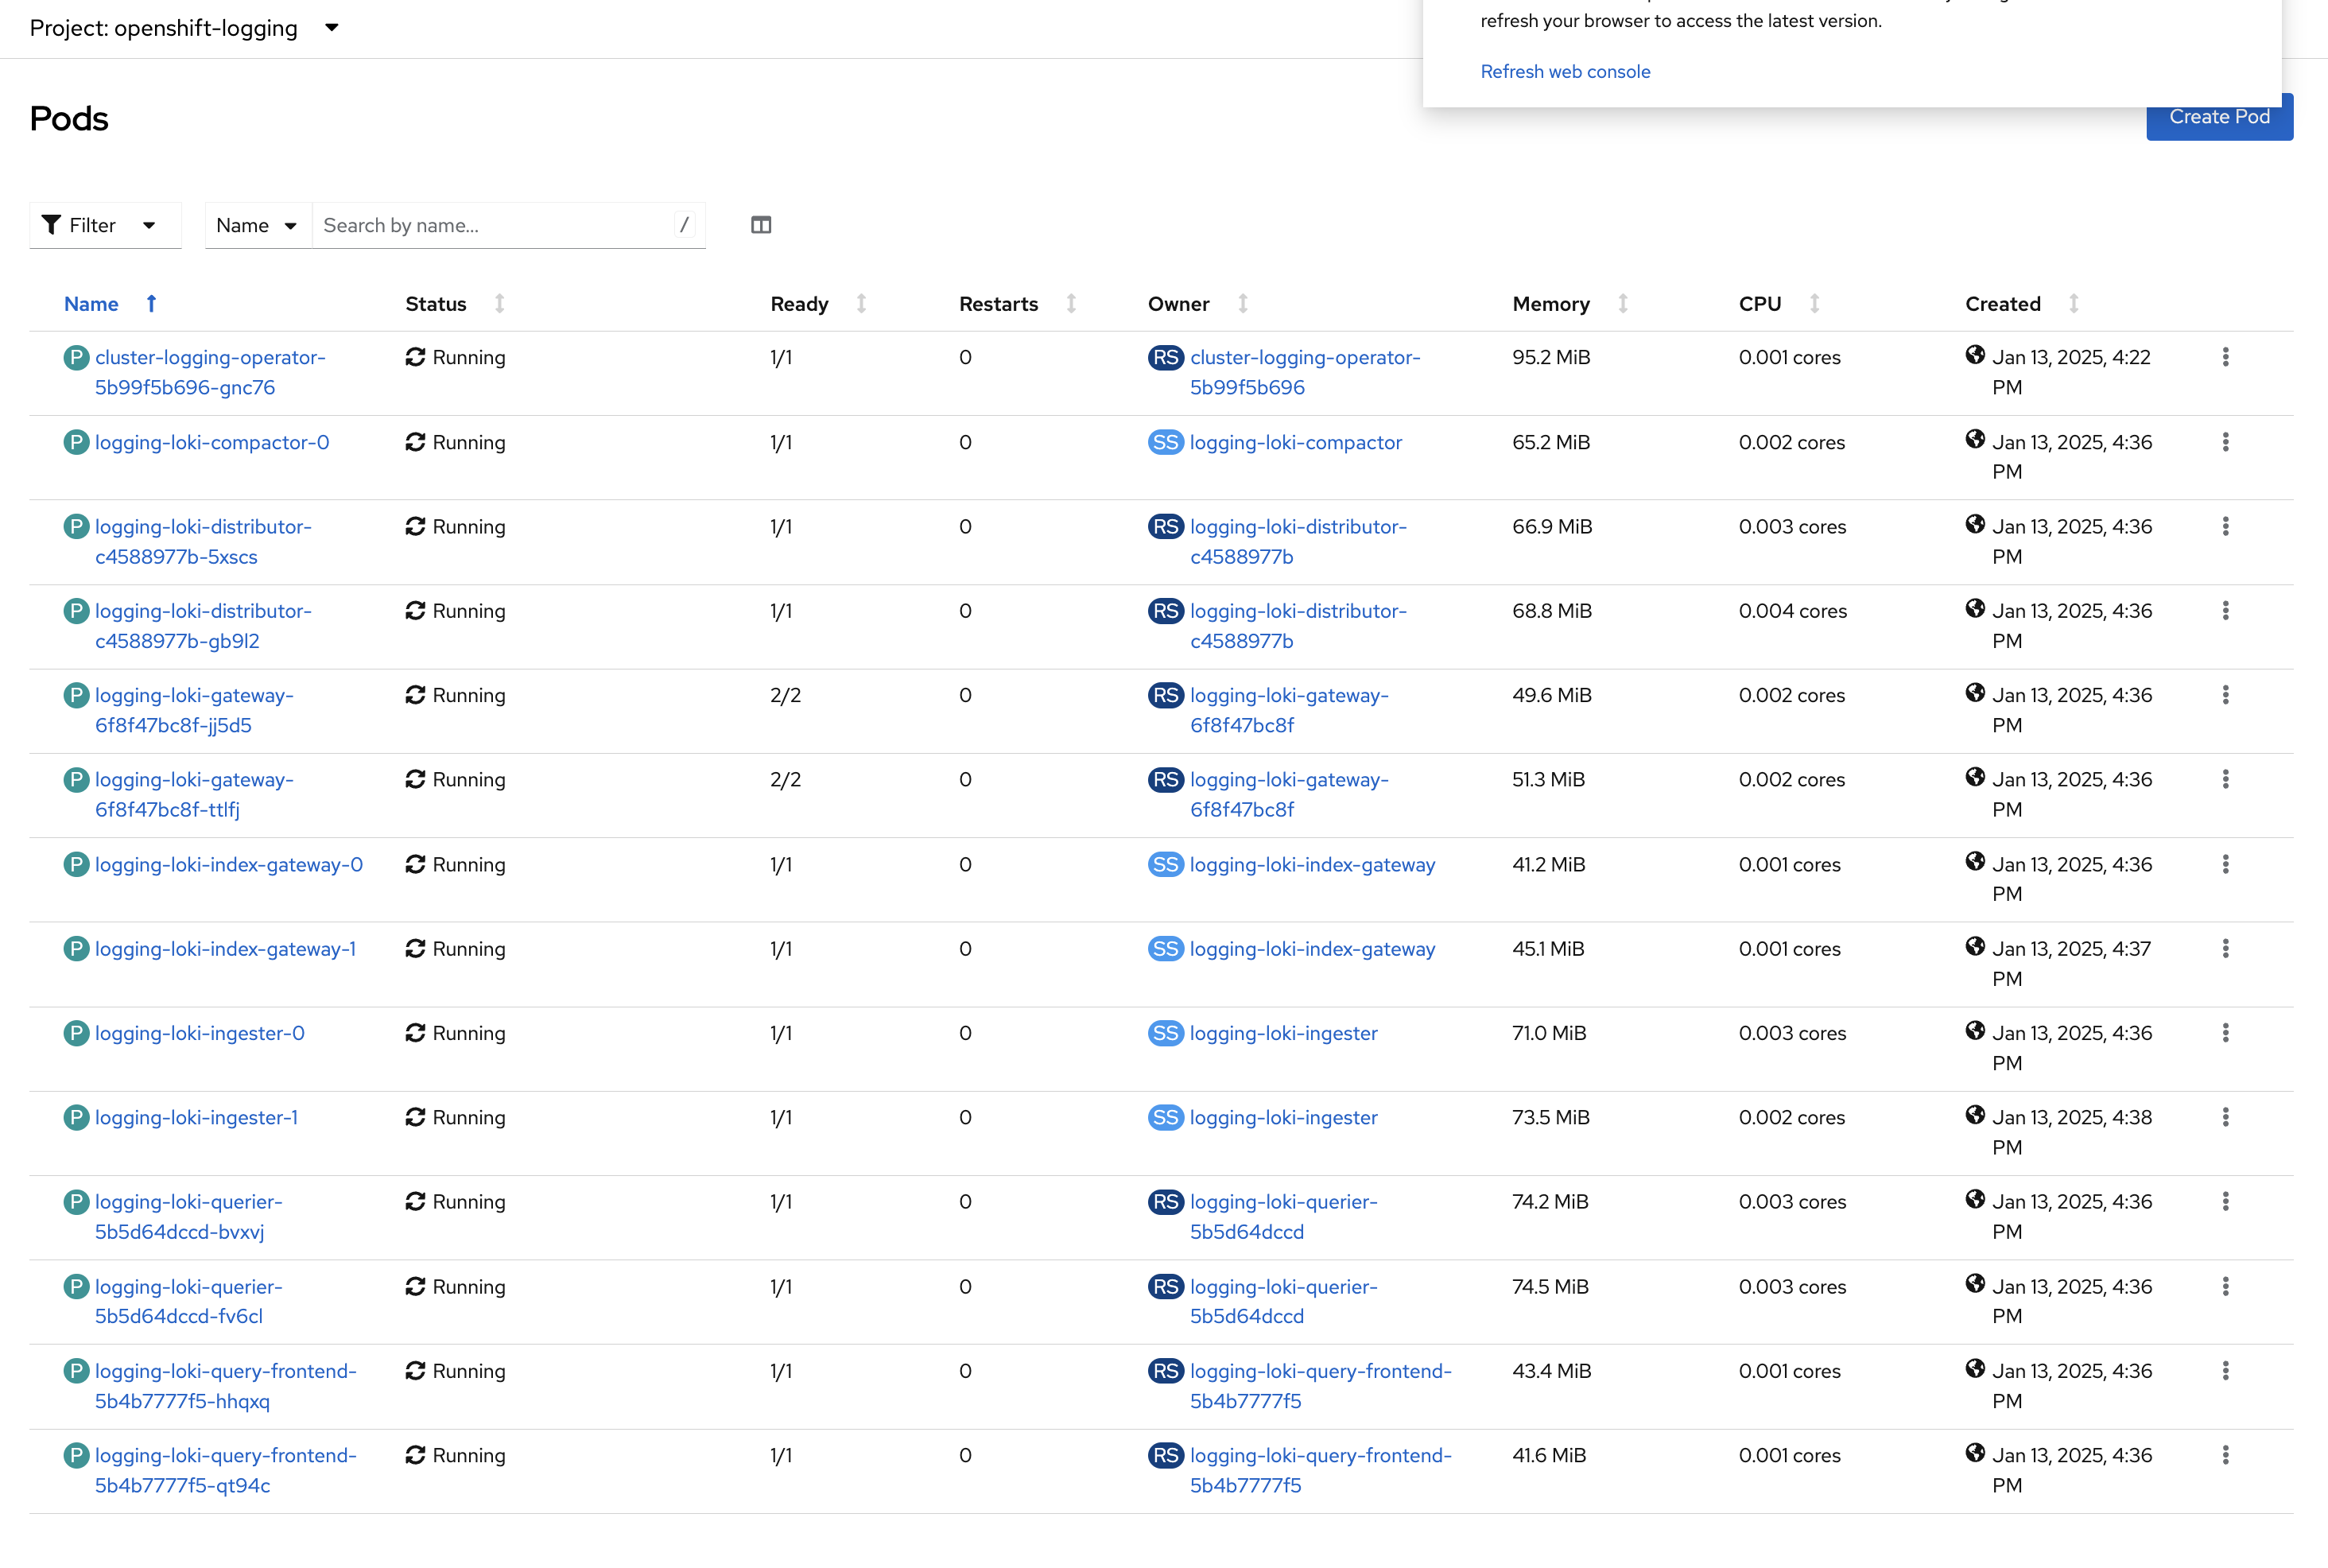 Project: openshift-logging
refresh your browser to access the latest version.
Refresh web console
Pods
Create Pod
Filter
Name
Search by name...
/
Name Status Ready Restarts Owner Memory CPU Created
P cluster-logging-operator- Running 1/1 0 RS cluster-logging-operator- 95.2 MiB 0.001 cores Jan 13, 2025, 4:22
5b99f5b696-gnc76 5b99f5b696 PM
P logging-loki-compactor-0 Running 1/1 0 SS logging-loki-compactor 65.2 MiB 0.002 cores Jan 13, 2025, 4:36
PM
P logging-loki-distributor- Running 1/1 0 RS logging-loki-distributor- 66.9 MiB 0.003 cores Jan 13, 2025, 4:36
c4588977b-5xscs c4588977b PM
P logging-loki-distributor- Running 1/1 0 RS logging-loki-distributor- 68.8 MiB 0.004 cores Jan 13, 2025, 4:36
c4588977b-gb9l2 c4588977b PM
P logging-loki-gateway- Running 2/2 0 RS logging-loki-gateway- 49.6 MiB 0.002 cores Jan 13, 2025, 4:36
6f8f47bc8f-jj5d5 6f8f47bc8f PM
P logging-loki-gateway- Running 2/2 0 RS logging-loki-gateway- 51.3 MiB 0.002 cores Jan 13, 2025, 4:36
6f8f47bc8f-ttlfj 6f8f47bc8f PM
P logging-loki-index-gateway-0 Running 1/1 0 SS logging-loki-index-gateway 41.2 MiB 0.001 cores Jan 13, 2025, 4:36
PM
P logging-loki-index-gateway-1 Running 1/1 0 SS logging-loki-index-gateway 45.1 MiB 0.001 cores Jan 13, 2025, 4:37
PM
P logging-loki-ingester-0 Running 1/1 0 SS logging-loki-ingester 71.0 MiB 0.003 cores Jan 13, 2025, 4:36
PM
P logging-loki-ingester-1 Running 1/1 0 SS logging-loki-ingester 73.5 MiB 0.002 cores Jan 13, 2025, 4:38
PM
P logging-loki-querier- Running 1/1 0 RS logging-loki-querier- 74.2 MiB 0.003 cores Jan 13, 2025, 4:36
5b5d64dccd-bvxvj 5b5d64dccd PM
P logging-loki-querier- Running 1/1 0 RS logging-loki-querier- 74.5 MiB 0.003 cores Jan 13, 2025, 4:36
5b5d64dccd-fv6cl 5b5d64dccd PM
P logging-loki-query-frontend- Running 1/1 0 RS logging-loki-query-frontend- 43.4 MiB 0.001 cores Jan 13, 2025, 4:36
5b4b7777f5-hhqxq 5b4b7777f5 PM
P logging-loki-query-frontend- Running 1/1 0 RS logging-loki-query-frontend- 41.6 MiB 0.001 cores Jan 13, 2025, 4:36
5b4b7777f5-qt94c 5b4b7777f5 PM